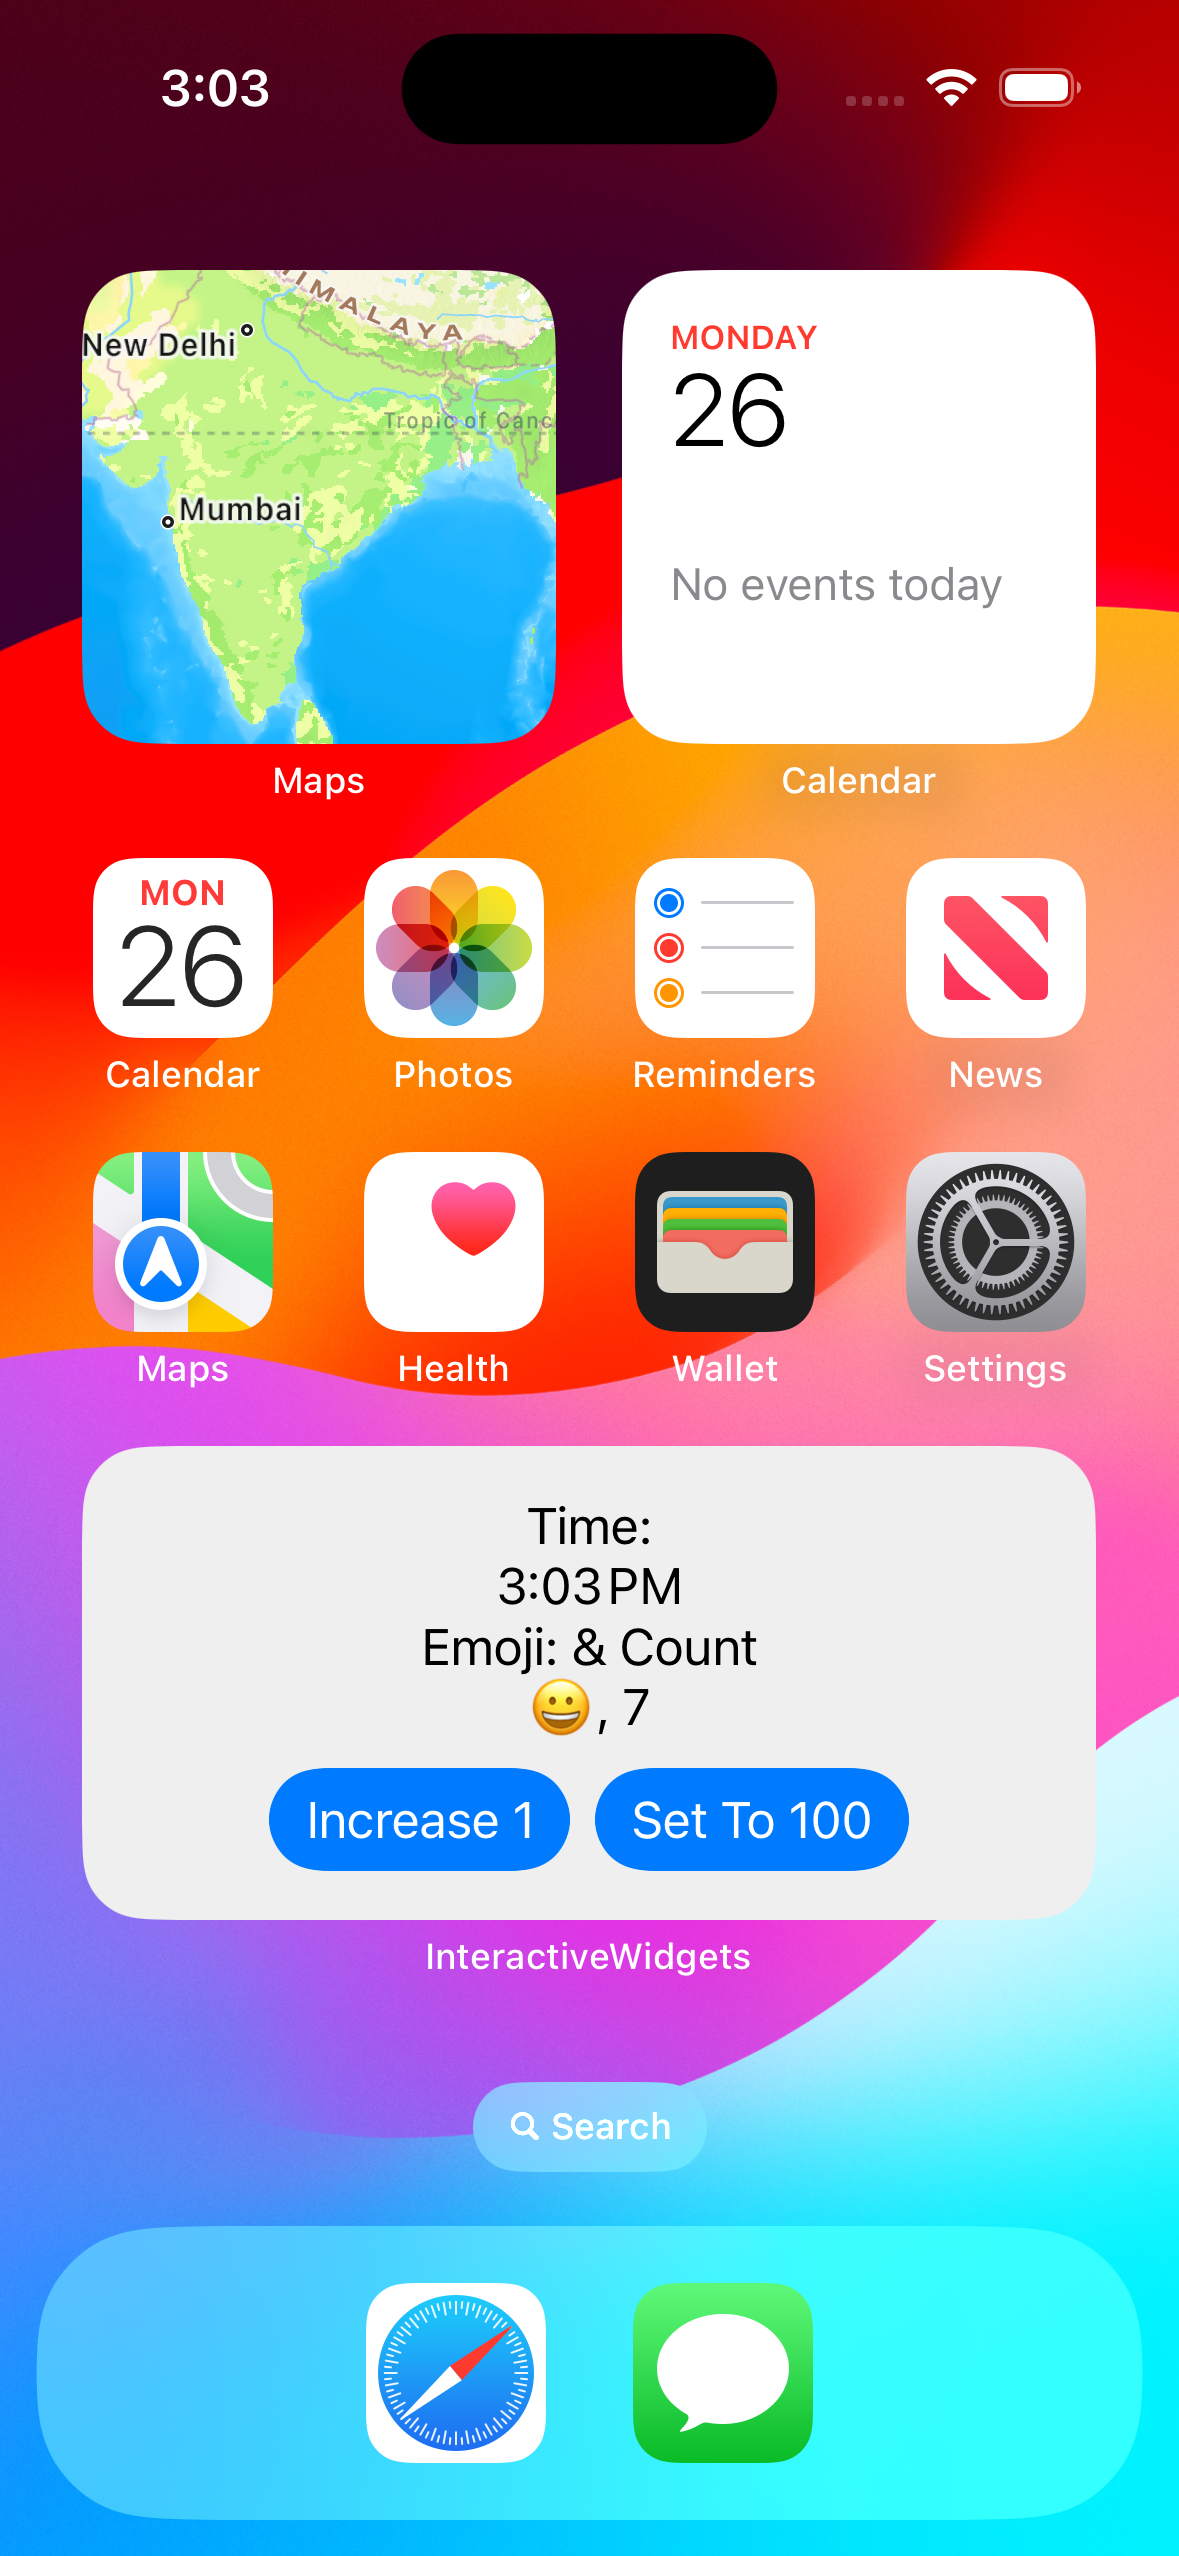 3:03
HIMALAYA
New Delhi
Tropic of Canc
Mumbai
Maps
MONDAY
26
No events today
Calendar
MON
26
Calendar
Photos
Reminders
News
Maps
Health
Wallet
Settings
Time:
3:03 PM
Emoji: & Count
😀, 7
Increase 1
Set To 100
InteractiveWidgets
Search